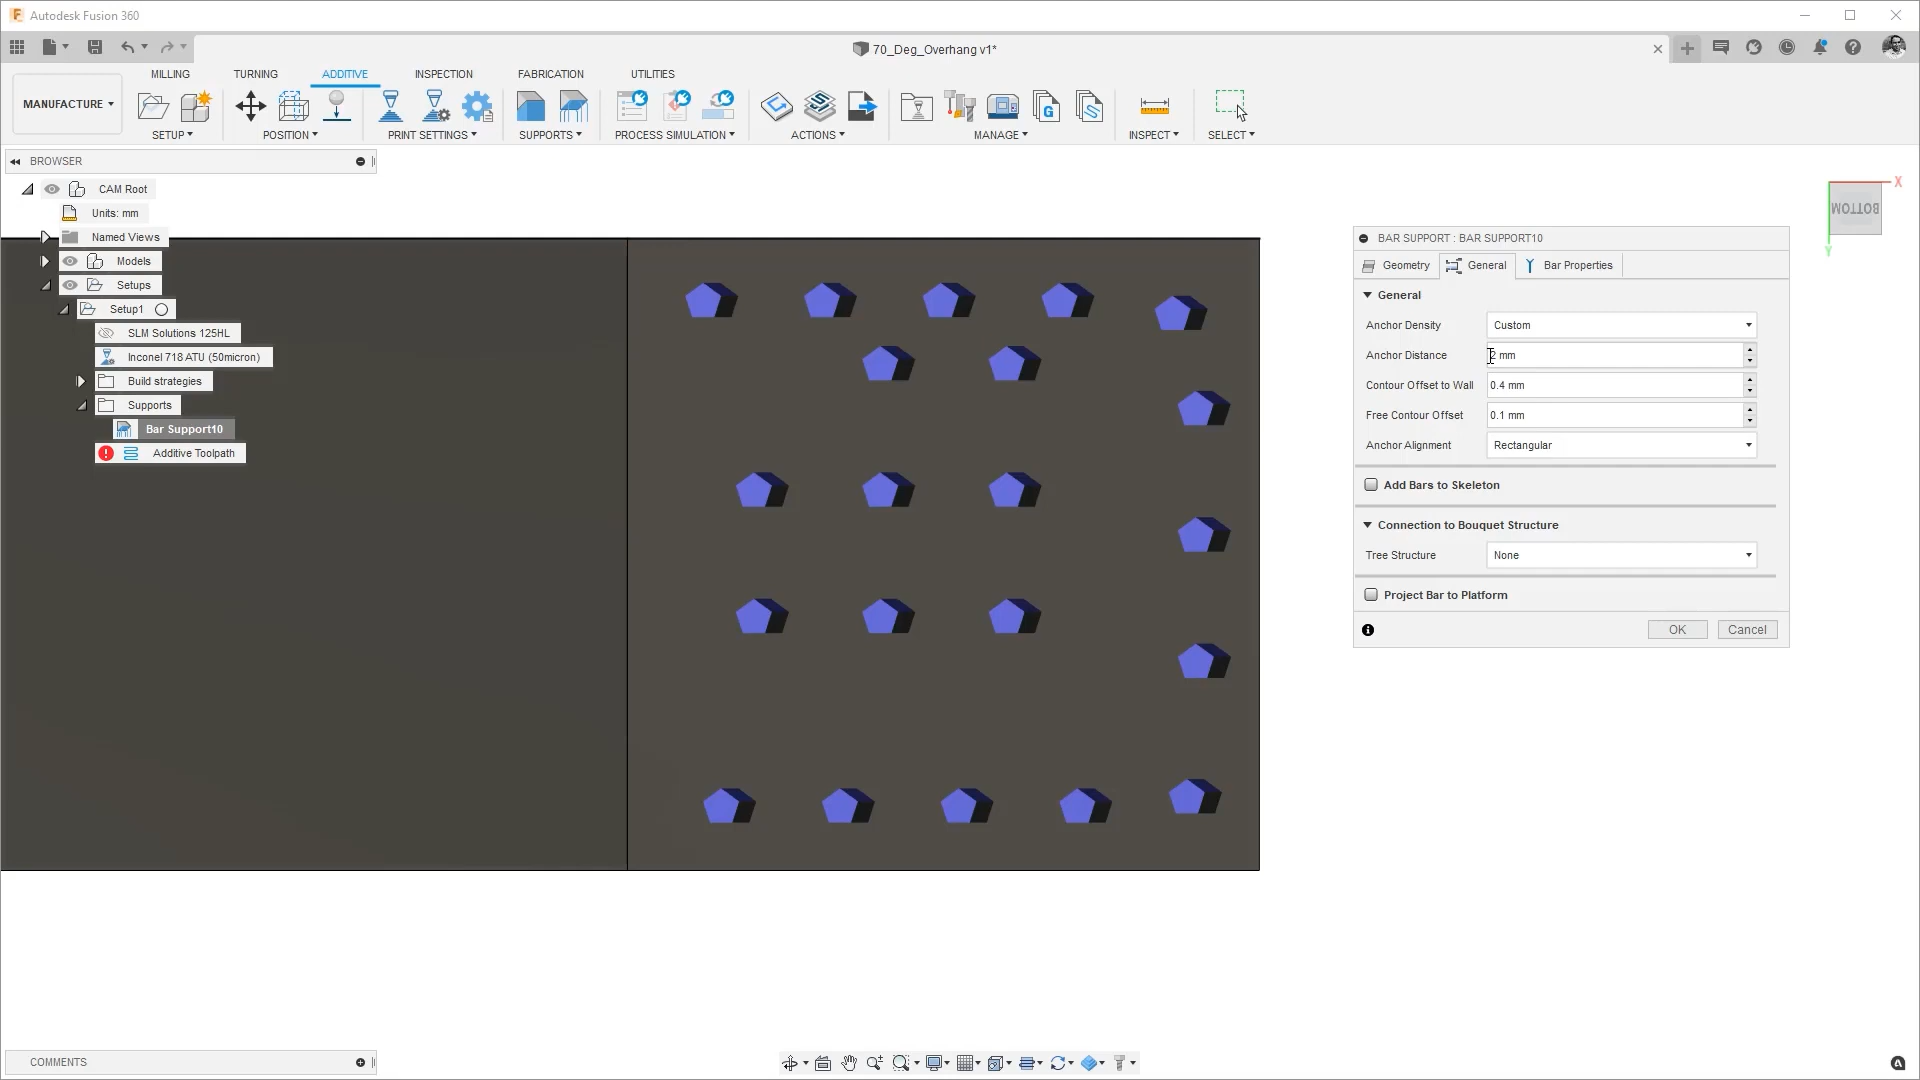 Autodesk Fusion 360
70_Deg_Overhang v1*
MILLING
TURNING
ADDITIVE
INSPECTION
FABRICATION
UTILITIES
MANUFACTURE
SETUP
POSITION
PRINT SETTINGS
SUPPORTS
PROCESS SIMULATION
ACTIONS
MANAGE
INSPECT
SELECT
BROWSER
CAM Root
Units: mm
Named Views
Models
Setups
Setup1
SLM Solutions 125HL
Inconel 718 ATU (50micron)
Build strategies
Supports
Bar Support10
Additive Toolpath
X
BOTTOM
Y
BAR SUPPORT : BAR SUPPORT10
Geometry
General
Bar Properties
General
Anchor Density
Custom
Anchor Distance
2 mm
Contour Offset to Wall
0.4 mm
Free Contour Offset
0.1 mm
Anchor Alignment
Rectangular
Add Bars to Skeleton
Connection to Bouquet Structure
Tree Structure
None
Project Bar to Platform
OK
Cancel
COMMENTS